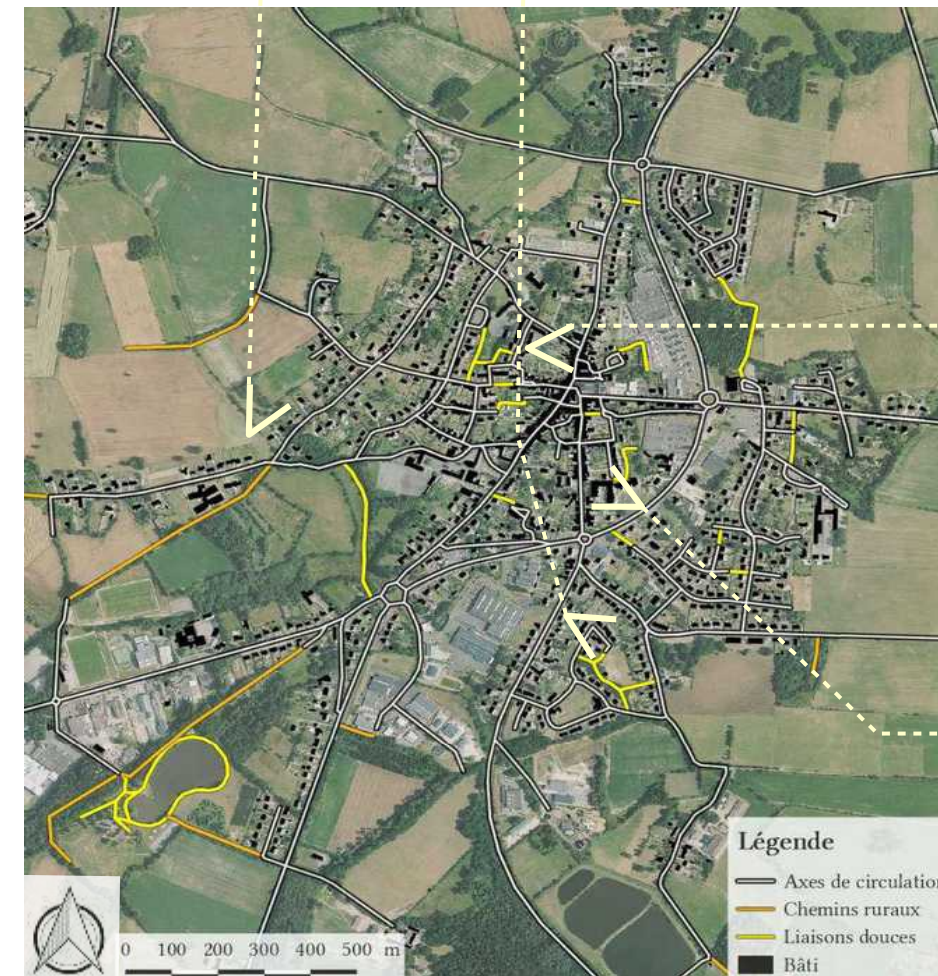 Légende
Axes de circulation
Chemins ruraux
Liaisons douces
Bâti
0 100 200 300 400 500 m